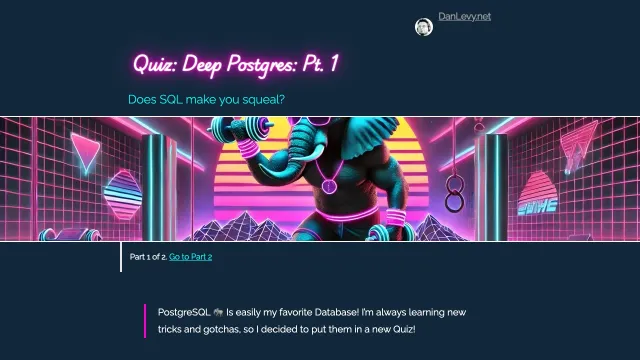 DanLevy.net
Quiz: Deep Postgres: Pt. 1
Does SQL make you squeal?
Part 1 of 2. Go to Part 2
PostgreSQL 🐘 Is easily my favorite Database! I'm always learning new
tricks and gotchas, so I decided to put them in a new Quiz!